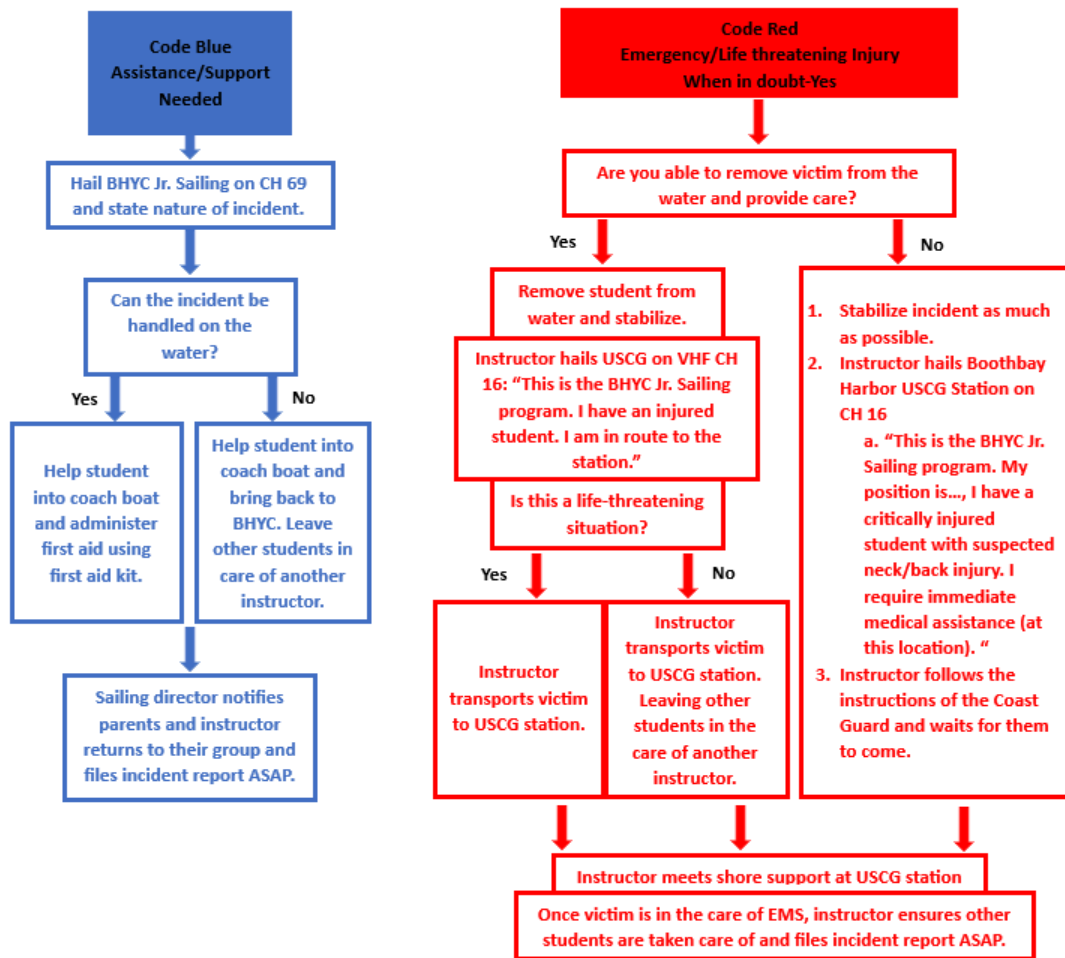 Code Blue
Assistance/Support
Needed
Hail BHYC Jr. Sailing on CH 69
and state nature of incident.
Can the incident be
handled on the
water?
Yes
No
Help student
into coach boat
and administer
first aid using
first aid kit.
Help student into
coach boat and
bring back to
BHYC. Leave
other students in
care of another
instructor.
Sailing director notifies
parents and instructor
returns to their group and
files incident report ASAP.
Code Red
Emergency/Life threatening Injury
When in doubt-Yes
Are you able to remove victim from the
water and provide care?
Yes
No
Remove student from
water and stabilize.
Instructor hails USCG on VHF CH
16: “This is the BHYC Jr. Sailing
program. I have an injured
student. I am in route to the
station.”
Is this a life-threatening
situation?
Yes
No
Instructor
transports victim
to USCG station.
Instructor
transports victim
to USCG station.
Leaving other
students in the
care of another
instructor.
1. Stabilize incident as much
as possible.
2. Instructor hails Boothbay
Harbor USCG Station on
CH 16
a. “This is the BHYC Jr.
Sailing program. My
position is…, I have a
critically injured
student with suspected
neck/back injury. I
require immediate
medical assistance (at
this location). “
3. Instructor follows the
instructions of the Coast
Guard and waits for them
to come.
Instructor meets shore support at USCG station
Once victim is in the care of EMS, instructor ensures other
students are taken care of and files incident report ASAP.